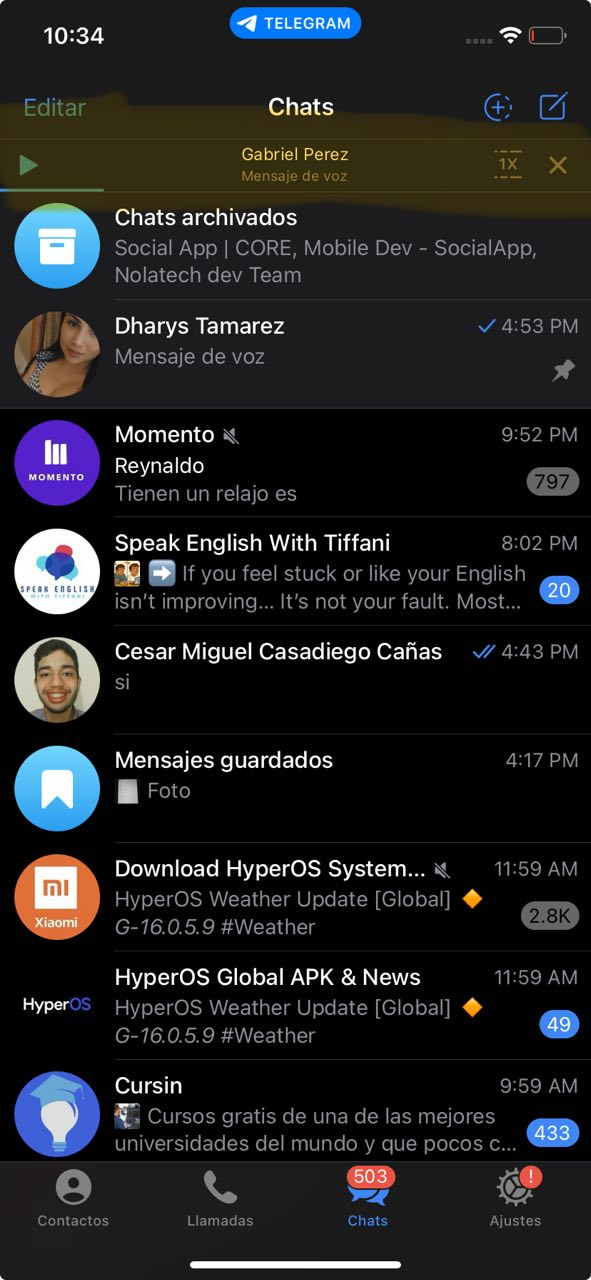 10:34
TELEGRAM
Editar
Chats
Gabriel Perez
Mensaje de voz
1X
Chats archivados
Social App | CORE, Mobile Dev - SocialApp,
Nolatech dev Team
Dharys Tamarez
4:53 PM
Mensaje de voz
Momento
9:52 PM
MOMENTO
Reynaldo
Tienen un relajo es
797
Speak English With Tiffani
8:02 PM
SPEAK ENGLISH
WITH TIFFANI
If you feel stuck or like your English
isn't improving... It's not your fault. Most...
20
Cesar Miguel Casadiego Cañas
4:43 PM
si
Mensajes guardados
4:17 PM
Foto
Download HyperOS System...
11:59 AM
Xiaomi
HyperOS Weather Update [Global] 🔶
G-16.0.5.9 #Weather
2.8K
HyperOS Global APK & News
11:59 AM
HyperOS
HyperOS Weather Update [Global] 🔶
G-16.0.5.9 #Weather
49
Cursin
9:59 AM
Cursos gratis de una de las mejores
universidades del mundo y que pocos c...
433
503
!
Contactos
Llamadas
Chats
Ajustes